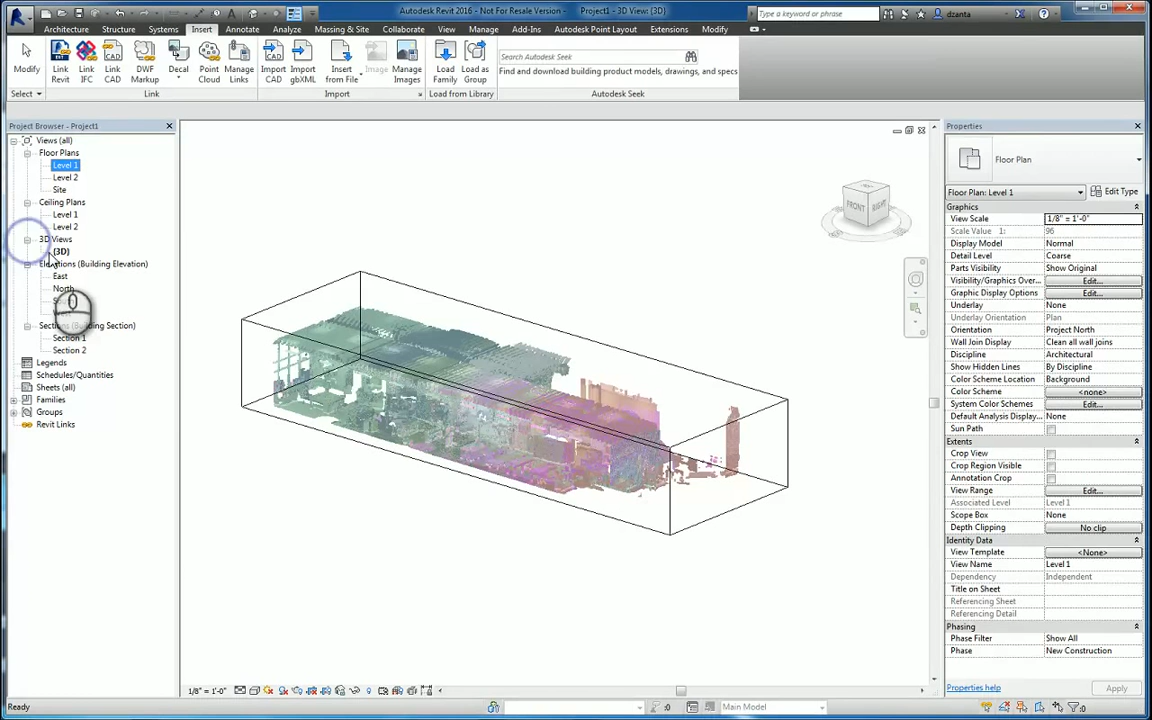 Autodesk Revit 2016 - Not For Resale Version - Project1 - 3D View: {3D}
Type a keyword or phrase
dzanta
Architecture Structure Systems Insert Annotate Analyze Massing & Site Collaborate View Manage Add-Ins Autodesk Point Layout Extensions Modify
Modify
Link Revit
Link IFC
Link CAD
DWF Markup
Decal
Point Cloud
Manage Links
Import CAD
Import gbXML
Insert from File
Image
Manage Images
Load Family
Load as Group
Search Autodesk Seek
Find and download building product models, drawings, and specs
Select Link Import Load from Library Autodesk Seek
Project Browser - Project1
Views (all)
Floor Plans
Level 1
Level 2
Site
Ceiling Plans
Level 1
Level 2
3D Views
{3D}
Elevations (Building Elevation)
East
North
Sections (Building Section)
Section 1
Section 2
Legends
Schedules/Quantities
Sheets (all)
Families
Groups
Revit Links
FRONT RIGHT
Properties
Floor Plan
Floor Plan: Level 1 Edit Type
Graphics
View Scale 1/8" = 1'-0"
Scale Value 1: 96
Display Model Normal
Detail Level Coarse
Parts Visibility Show Original
Visibility/Graphics Over... Edit...
Graphic Display Options Edit...
Underlay None
Underlay Orientation Plan
Orientation Project North
Wall Join Display Clean all wall joins
Discipline Architectural
Show Hidden Lines By Discipline
Color Scheme Location Background
Color Scheme <none>
System Color Schemes Edit...
Default Analysis Display... None
Sun Path
Extents
Crop View
Crop Region Visible
Annotation Crop
View Range Edit...
Associated Level Level 1
Scope Box None
Depth Clipping No clip
Identity Data
View Template <None>
View Name Level 1
Dependency Independent
Title on Sheet
Referencing Sheet
Referencing Detail
Phasing
Phase Filter Show All
Phase New Construction
Properties help Apply
1/8" = 1'-0"
Ready
:0
Main Model
:0